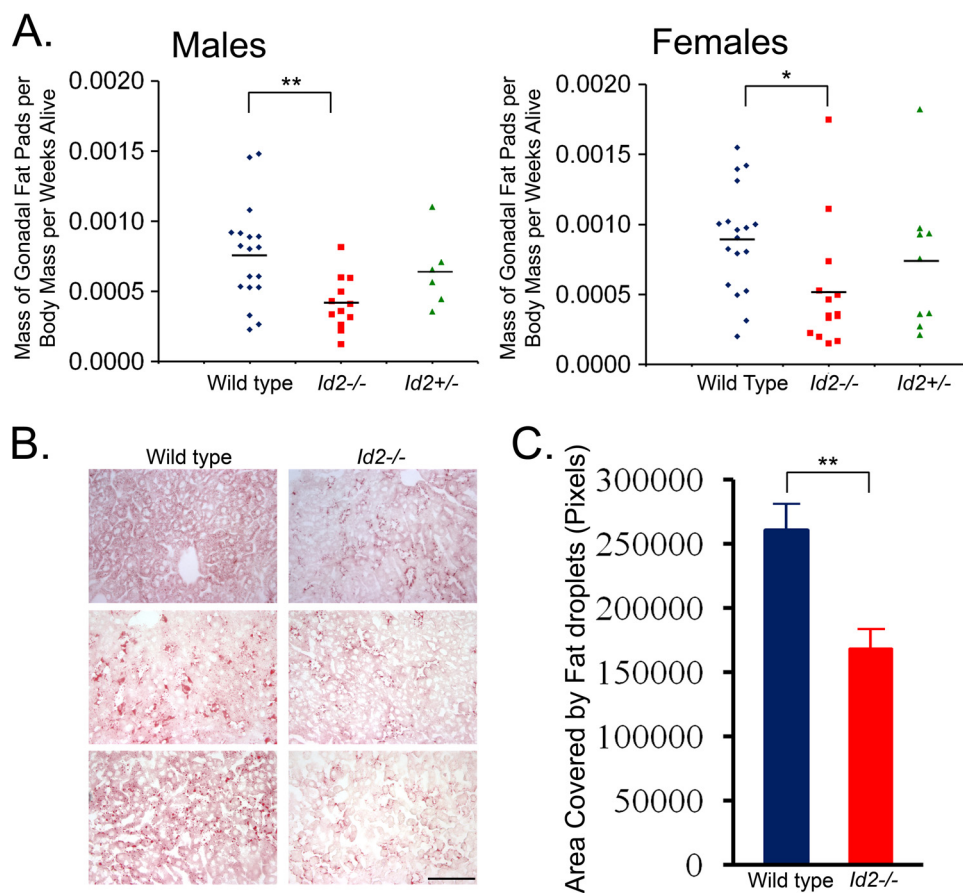 A.
Males
Mass of Gonadal Fat Pads per
Body Mass per Weeks Alive
0.0020
0.0015
0.0010
0.0005
0.0000
**
Wild type
Id2-/-
Id2+/-
Females
Mass of Gonadal Fat Pads per
Body Mass per Weeks Alive
0.0020
0.0015
0.0010
0.0005
0.0000
*
Wild Type
Id2-/-
Id2+/-
B.
Wild type
Id2-/-
C.
Area Covered by Fat droplets (Pixels)
300000
250000
200000
150000
100000
50000
0
**
Wild type
Id2-/-